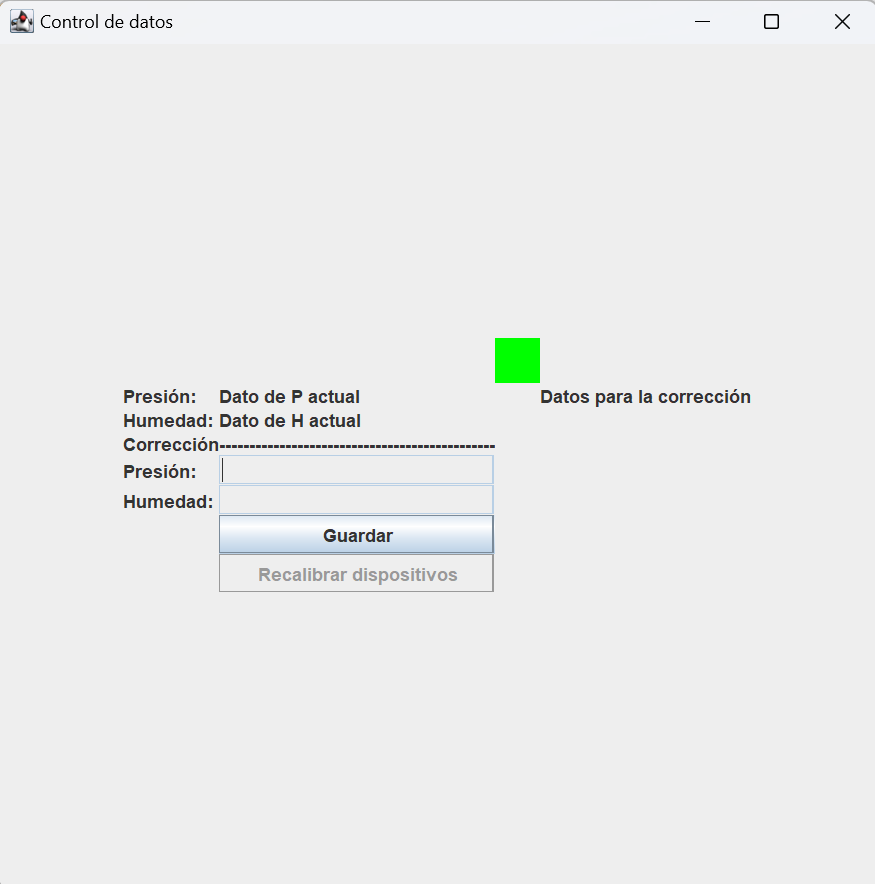 Control de datos
Presión: Dato de P actual Datos para la corrección
Humedad: Dato de H actual
Corrección----------------------------------------------
Presión:
Humedad:
Guardar
Recalibrar dispositivos